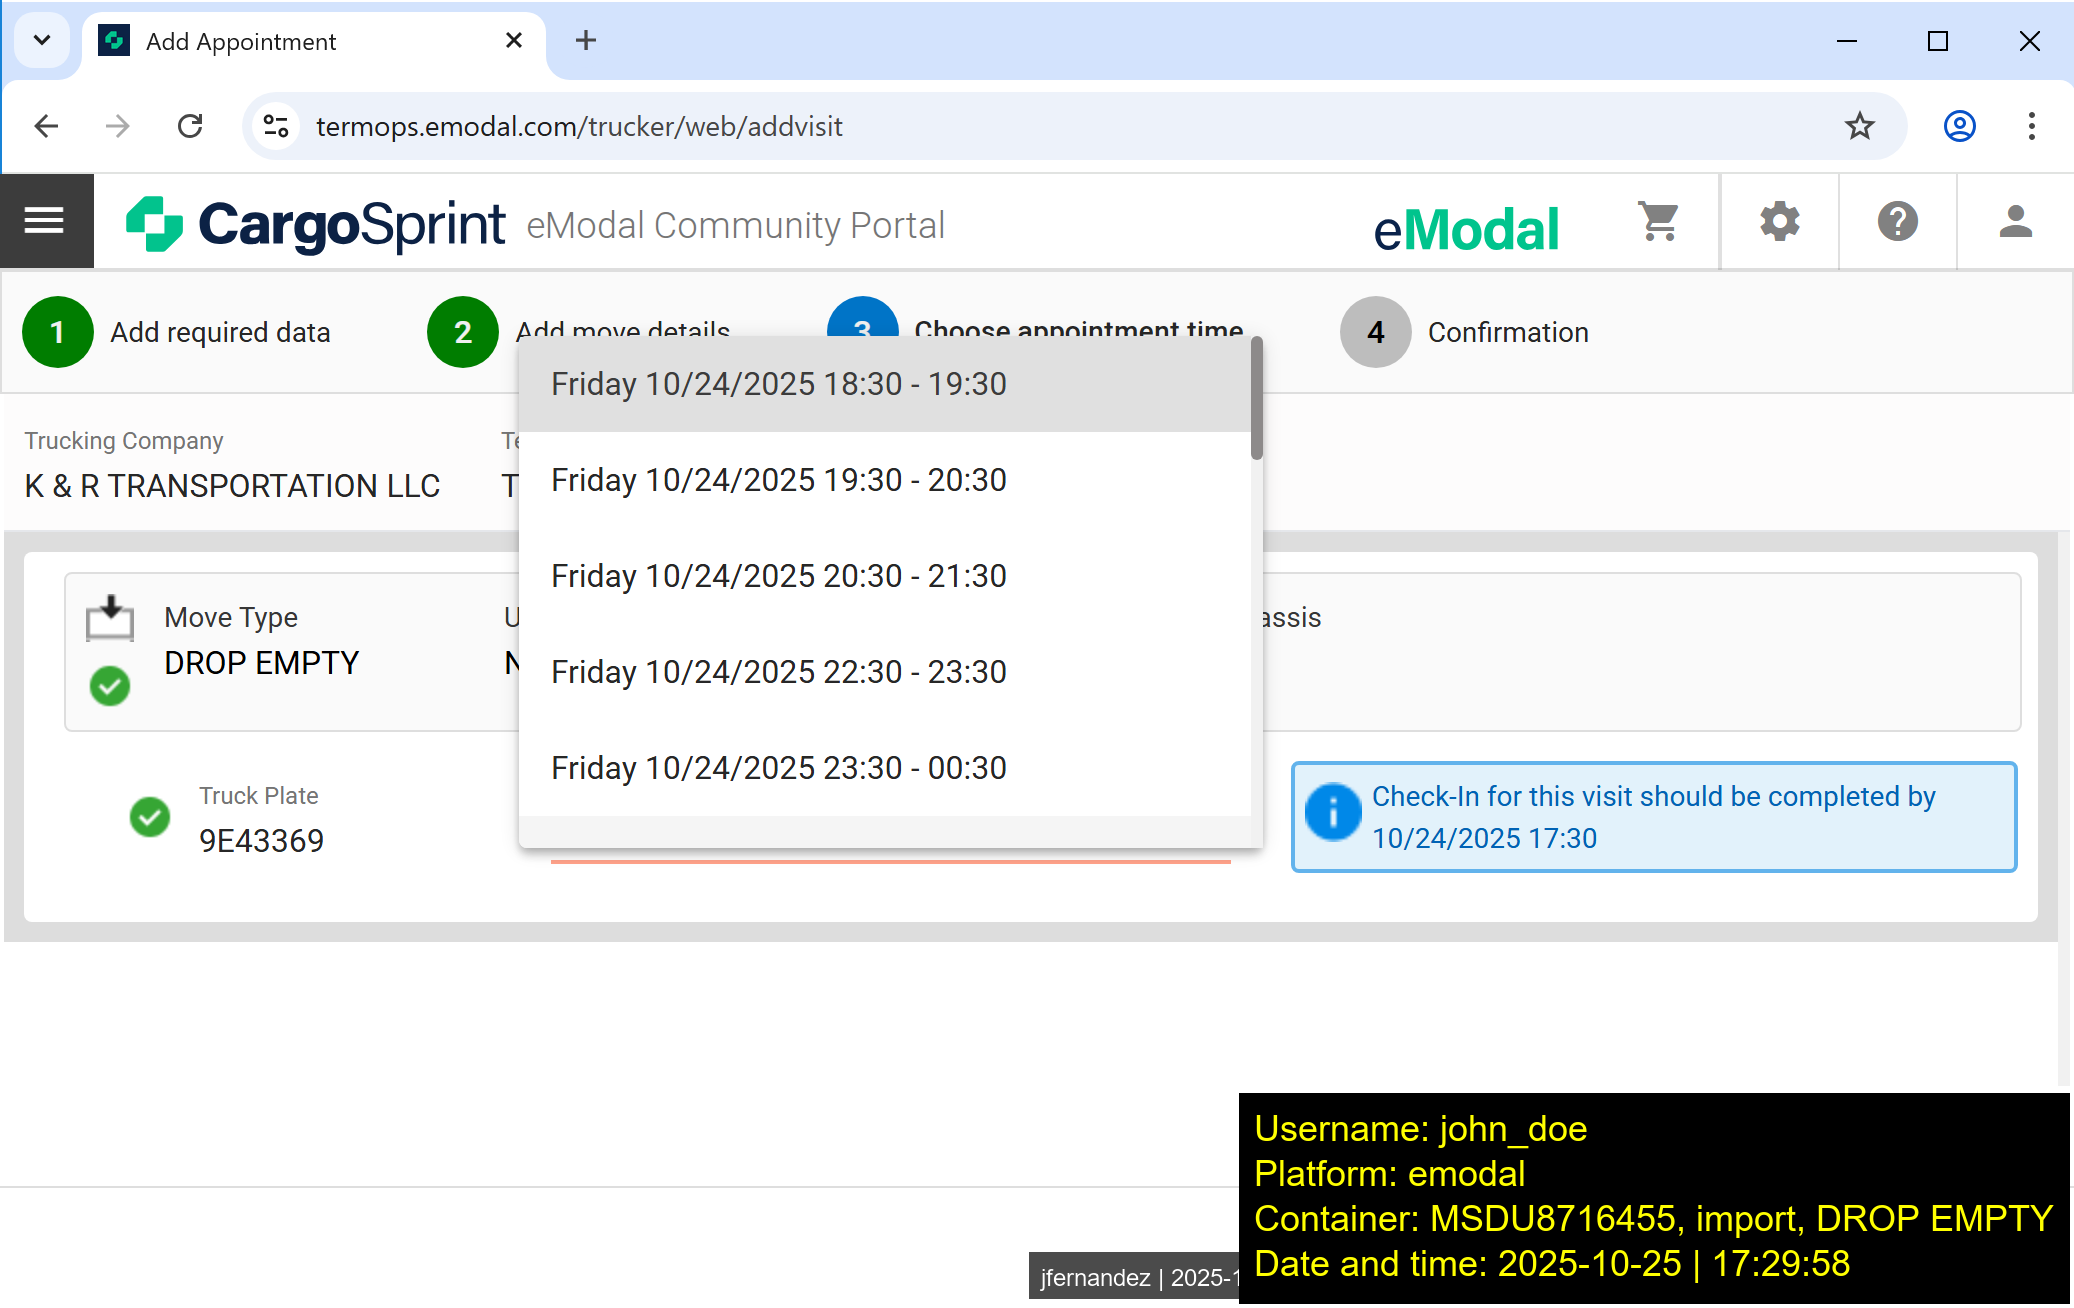 Add Appointment
termops.emodal.com/trucker/web/addvisit
CargoSprint eModal Community Portal
eModal
1 Add required data
2 Add move details
3 Choose appointment time
4 Confirmation
Trucking Company
K & R TRANSPORTATION LLC
Friday 10/24/2025 18:30 - 19:30
Friday 10/24/2025 19:30 - 20:30
Friday 10/24/2025 20:30 - 21:30
Friday 10/24/2025 22:30 - 23:30
Friday 10/24/2025 23:30 - 00:30
Move Type
DROP EMPTY
assis
Truck Plate
9E43369
Check-In for this visit should be completed by
10/24/2025 17:30
Username: john_doe
Platform: emodal
Container: MSDU8716455, import, DROP EMPTY
Date and time: 2025-10-25 | 17:29:58
jfernandez | 2025-1